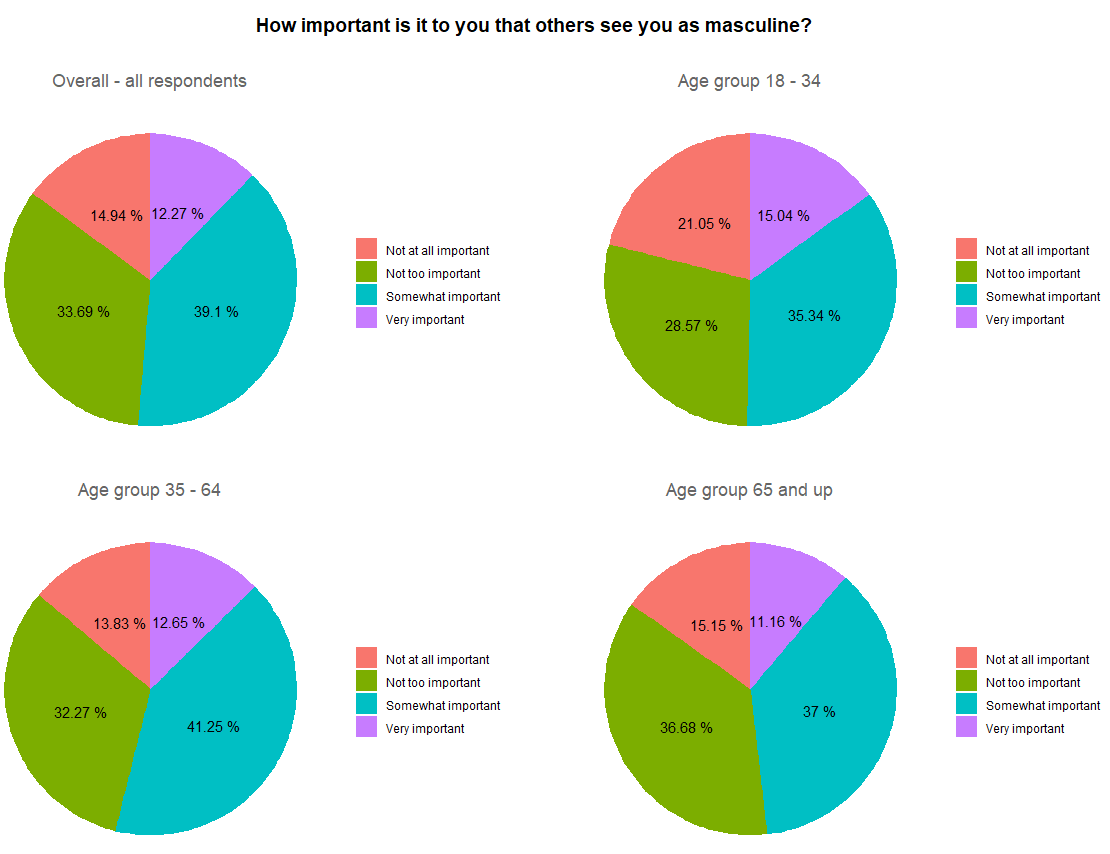 How important is it to you that others see you as masculine?
Overall - all respondents
14.94 %
12.27 %
33.69 %
39.1 %
Not at all important
Not too important
Somewhat important
Very important
Age group 18 - 34
21.05 %
15.04 %
28.57 %
35.34 %
Not at all important
Not too important
Somewhat important
Very important
Age group 35 - 64
13.83 %
12.65 %
32.27 %
41.25 %
Not at all important
Not too important
Somewhat important
Very important
Age group 65 and up
15.15 %
11.16 %
36.68 %
37 %
Not at all important
Not too important
Somewhat important
Very important